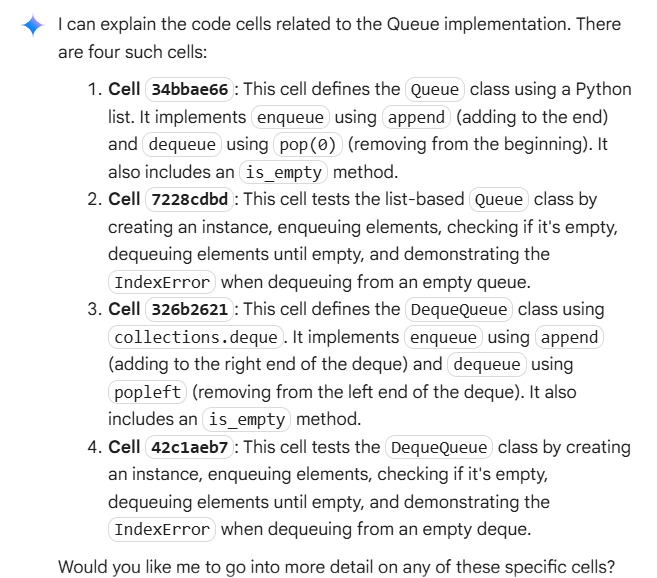 I can explain the code cells related to the Queue implementation. There
are four such cells:
1. Cell 34bbae66: This cell defines the Queue class using a Python
list. It implements enqueue using append (adding to the end)
and dequeue using pop(0) (removing from the beginning). It
also includes an is_empty method.
2. Cell 7228cdbd: This cell tests the list-based Queue class by
creating an instance, enqueuing elements, checking if it's empty,
dequeuing elements until empty, and demonstrating the
IndexError when dequeuing from an empty queue.
3. Cell 326b2621: This cell defines the DequeQueue class using
collections.deque. It implements enqueue using append
(adding to the right end of the deque) and dequeue using
popleft (removing from the left end of the deque). It also
includes an is_empty method.
4. Cell 42c1aeb7: This cell tests the DequeQueue class by creating
an instance, enqueuing elements, checking if it's empty,
dequeuing elements until empty, and demonstrating the
IndexError when dequeuing from an empty deque.
Would you like me to go into more detail on any of these specific cells?